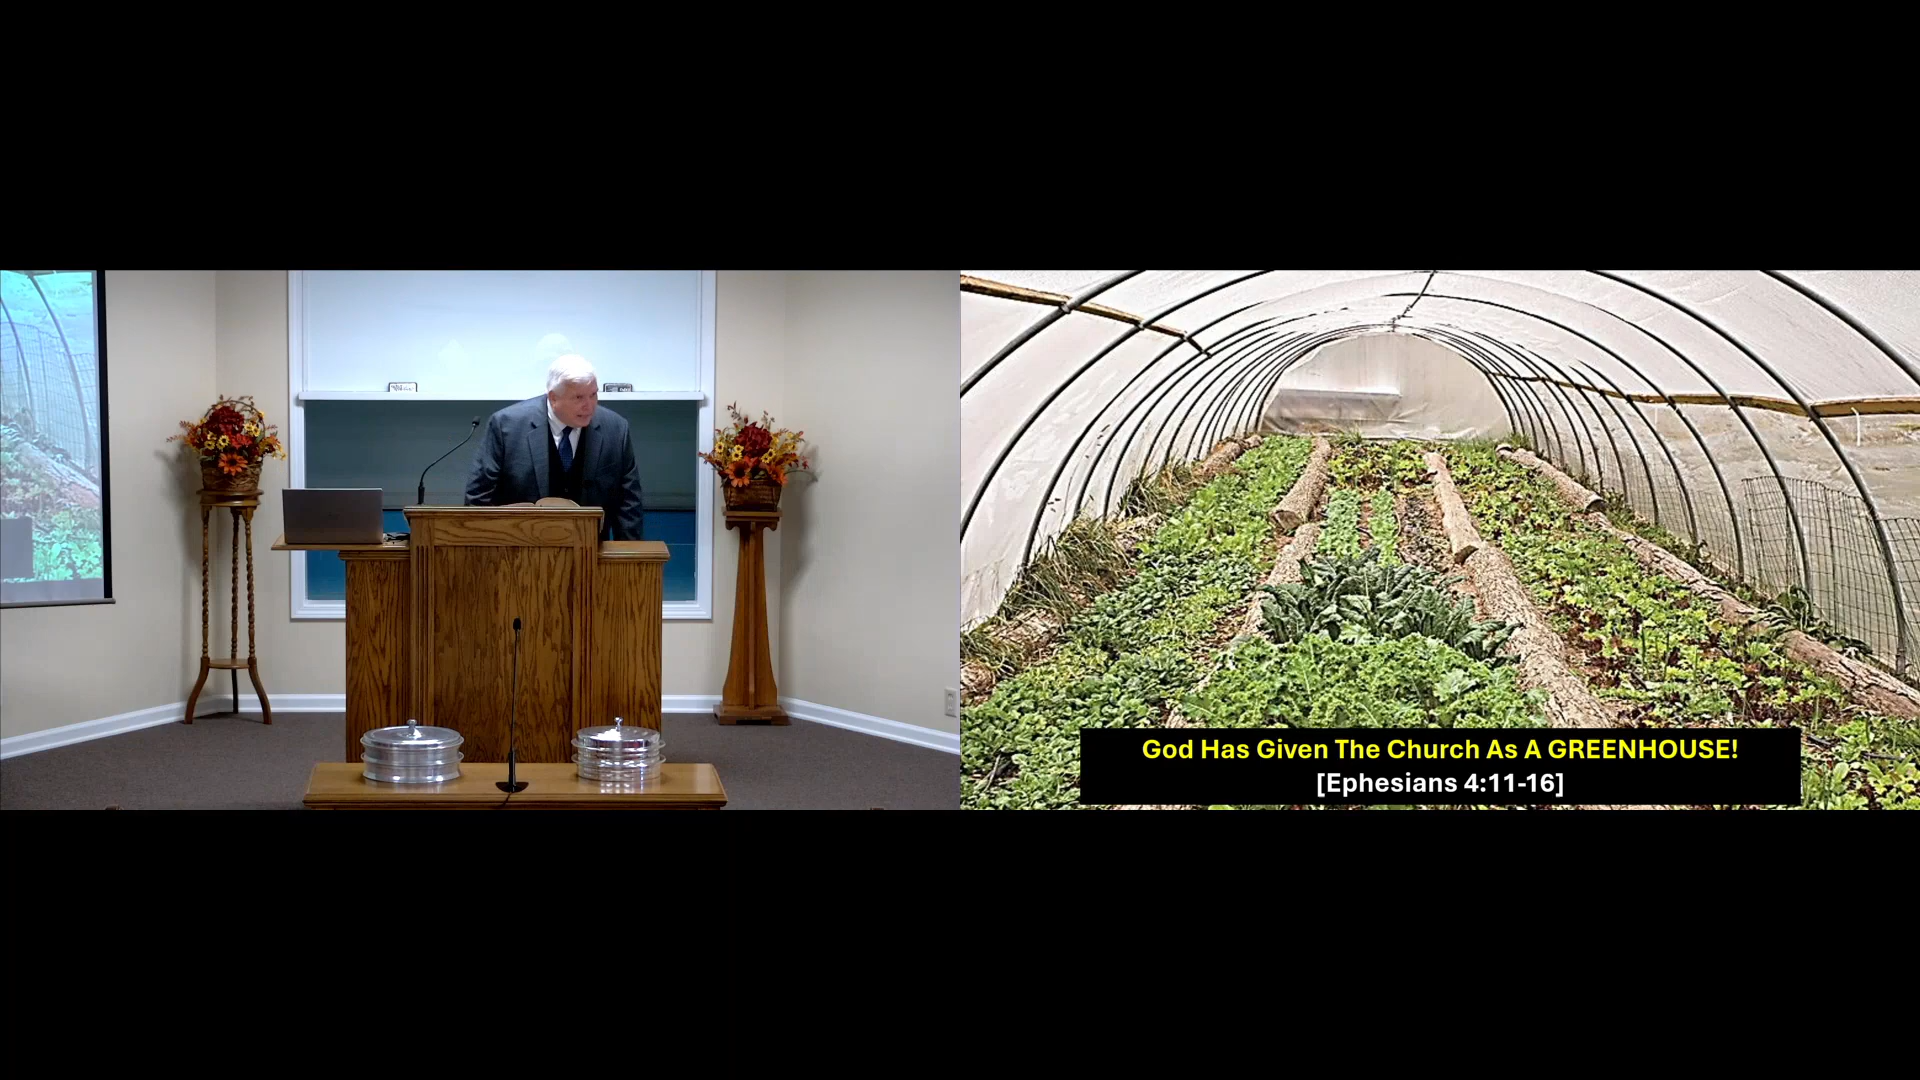 God Has Given The Church As A GREENHOUSE!
[Ephesians 4:11-16]